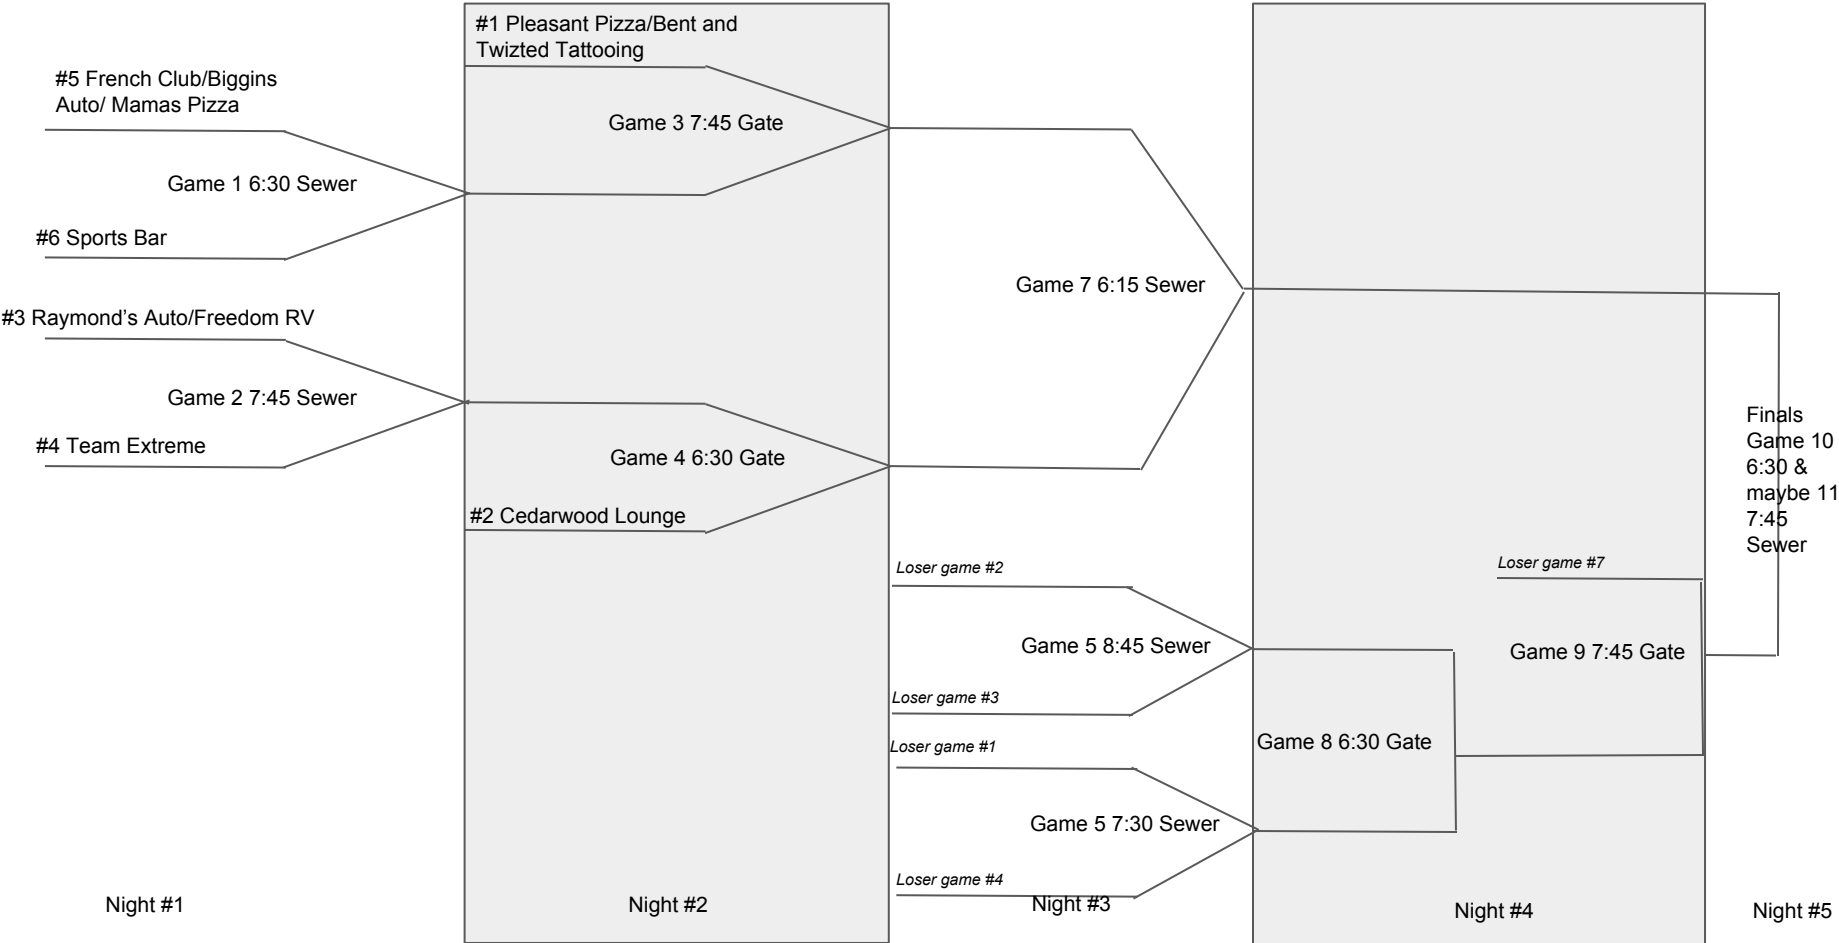 #1 Pleasant Pizza/Bent and
Twizted Tattooing
#5 French Club/Biggins
Auto/ Mamas Pizza
Game 3 7:45 Gate
Game 1 6:30 Sewer
#6 Sports Bar
Game 7 6:15 Sewer
#3 Raymond’s Auto/Freedom RV
Game 2 7:45 Sewer
#4 Team Extreme
Game 4 6:30 Gate
#2 Cedarwood Lounge
Finals
Game 10
6:30 &
maybe 11
7:45
Sewer
Loser game #2
Loser game #7
Game 5 8:45 Sewer
Game 9 7:45 Gate
Loser game #3
Loser game #1
Game 8 6:30 Gate
Game 5 7:30 Sewer
Loser game #4
Night #1
Night #2
Night #3
Night #4
Night #5